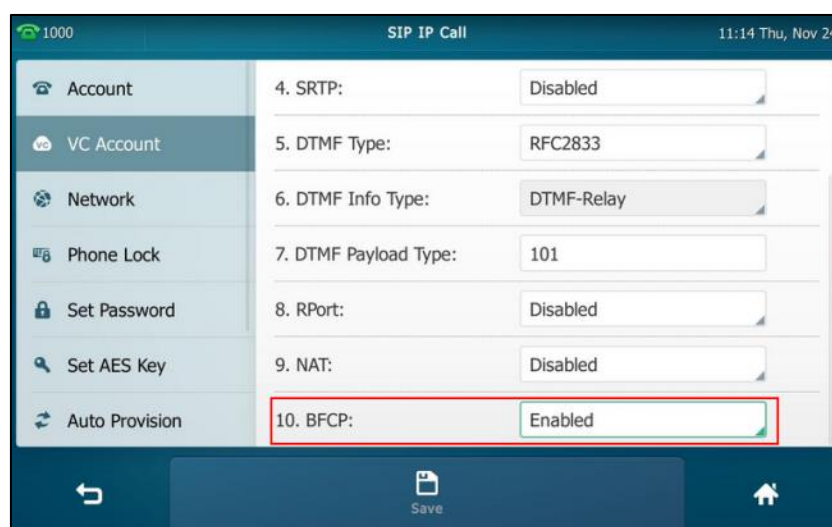 1000 SIP IP Call 11:14 Thu, Nov 24
Account
VC Account
Network
Phone Lock
Set Password
Set AES Key
Auto Provision
4. SRTP: Disabled
5. DTMF Type: RFC2833
6. DTMF Info Type: DTMF-Relay
7. DTMF Payload Type: 101
8. RPort: Disabled
9. NAT: Disabled
10. BFCP: Enabled
Save